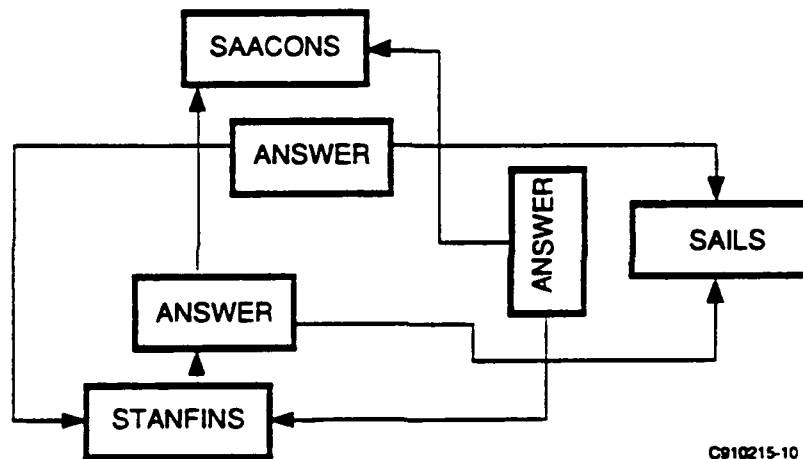 SAACONS
ANSWER
ANSWER
SAILS
ANSWER
STANFINS
C910215-10